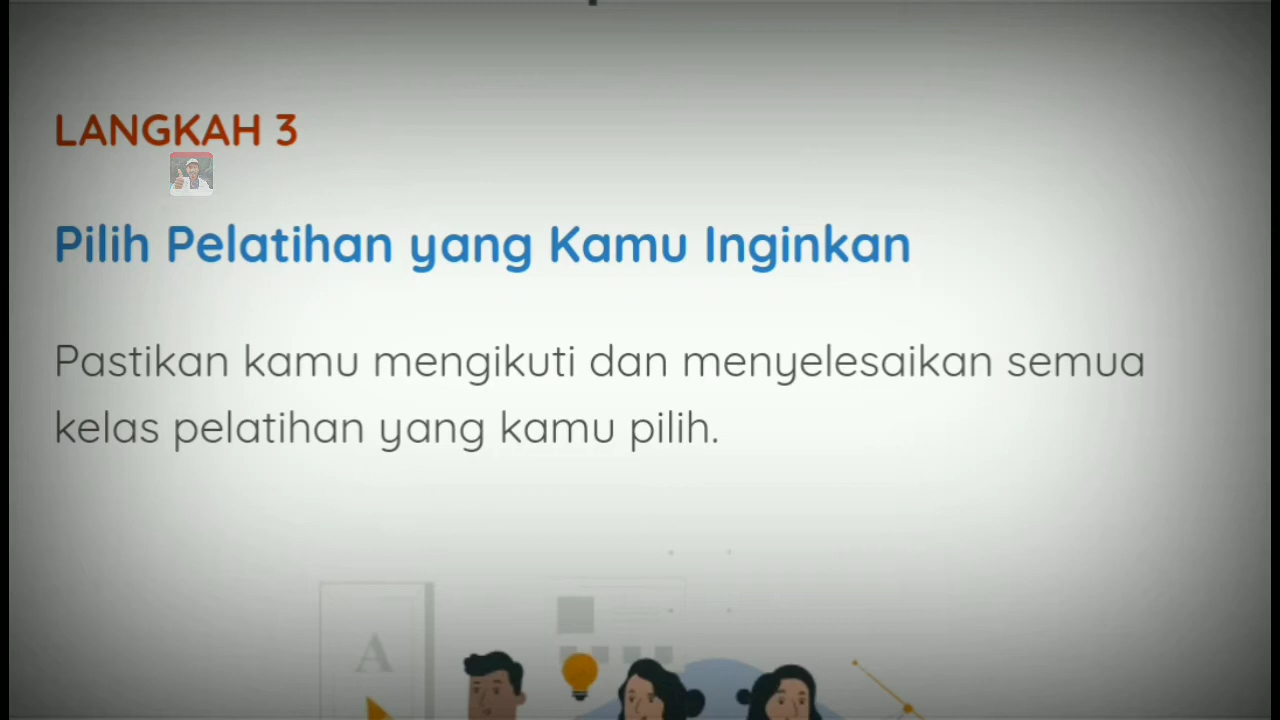 LANGKAH 3
Pilih Pelatihan yang Kamu Inginkan
Pastikan kamu mengikuti dan menyelesaikan semua
kelas pelatihan yang kamu pilih.
A